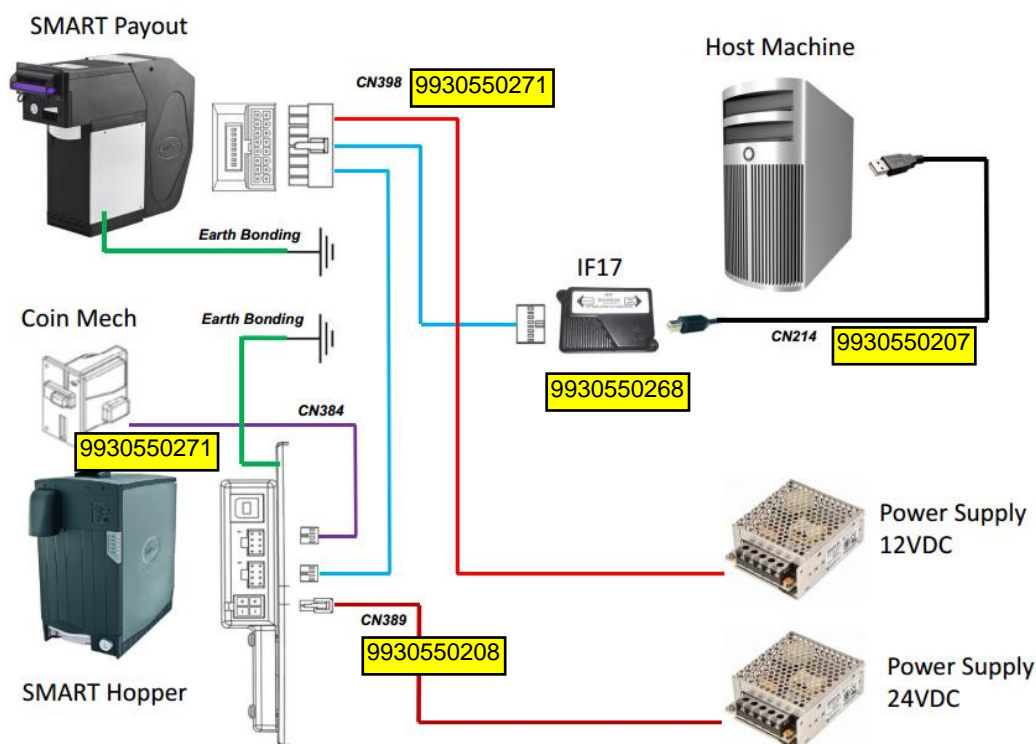 SMART Payout
CN398
9930550271
Host Machine
Earth Bonding
IF17
Coin Mech
Earth Bonding
CN214
9930550207
9930550268
CN384
9930550271
Power Supply
12VDC
CN389
9930550208
SMART Hopper
Power Supply
24VDC